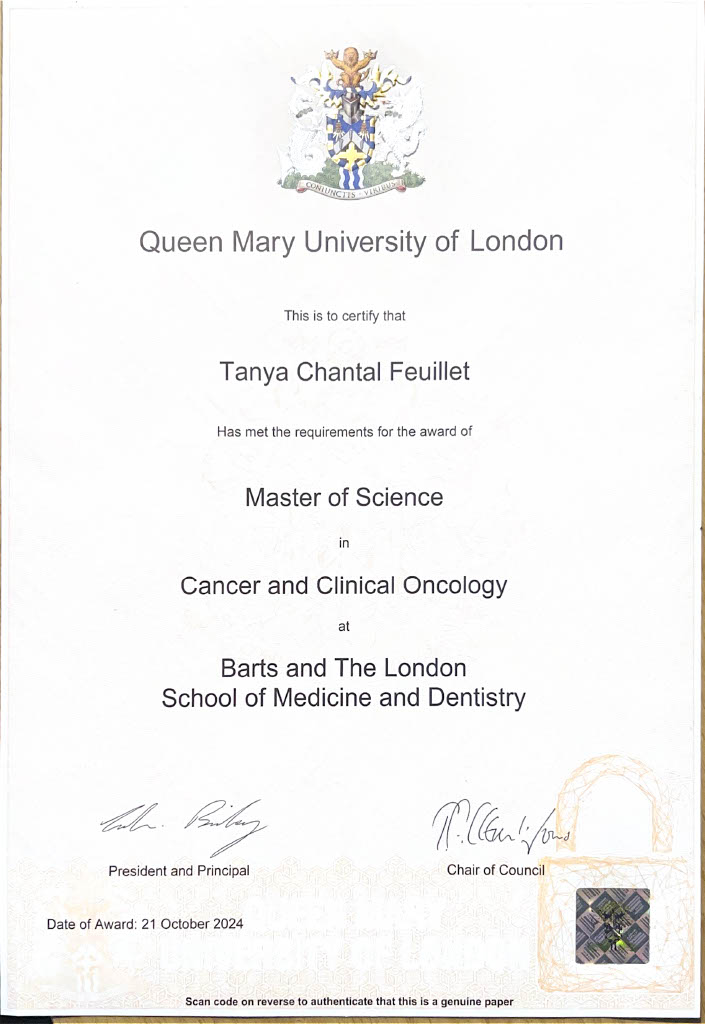 CONIUNCTIS · VIRIBUS
Queen Mary University of London
This is to certify that
Tanya Chantal Feuillet
Has met the requirements for the award of
Master of Science
in
Cancer and Clinical Oncology
at
Barts and The London
School of Medicine and Dentistry
President and Principal
Chair of Council
Date of Award: 21 October 2024
Scan code on reverse to authenticate that this is a genuine paper